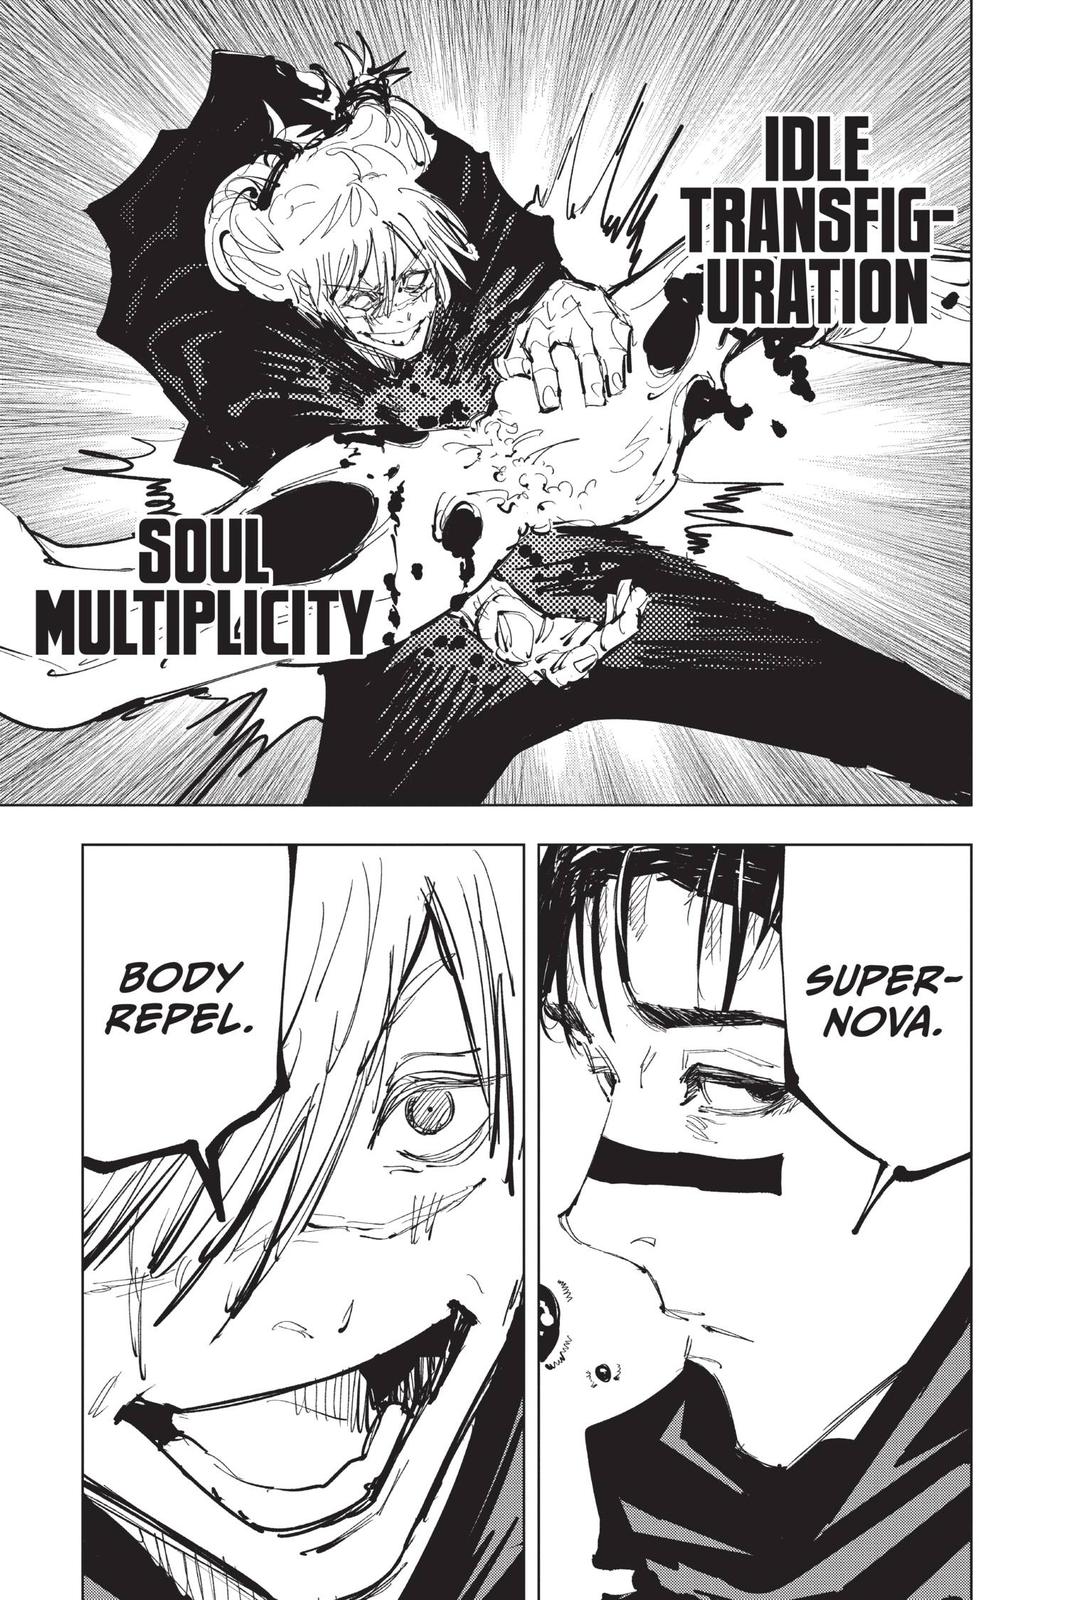 IDLE
TRANSFIG-
URATION
SOUL
MULTIPLICITY
SUPER-
NOVA.
BODY
REPEL.